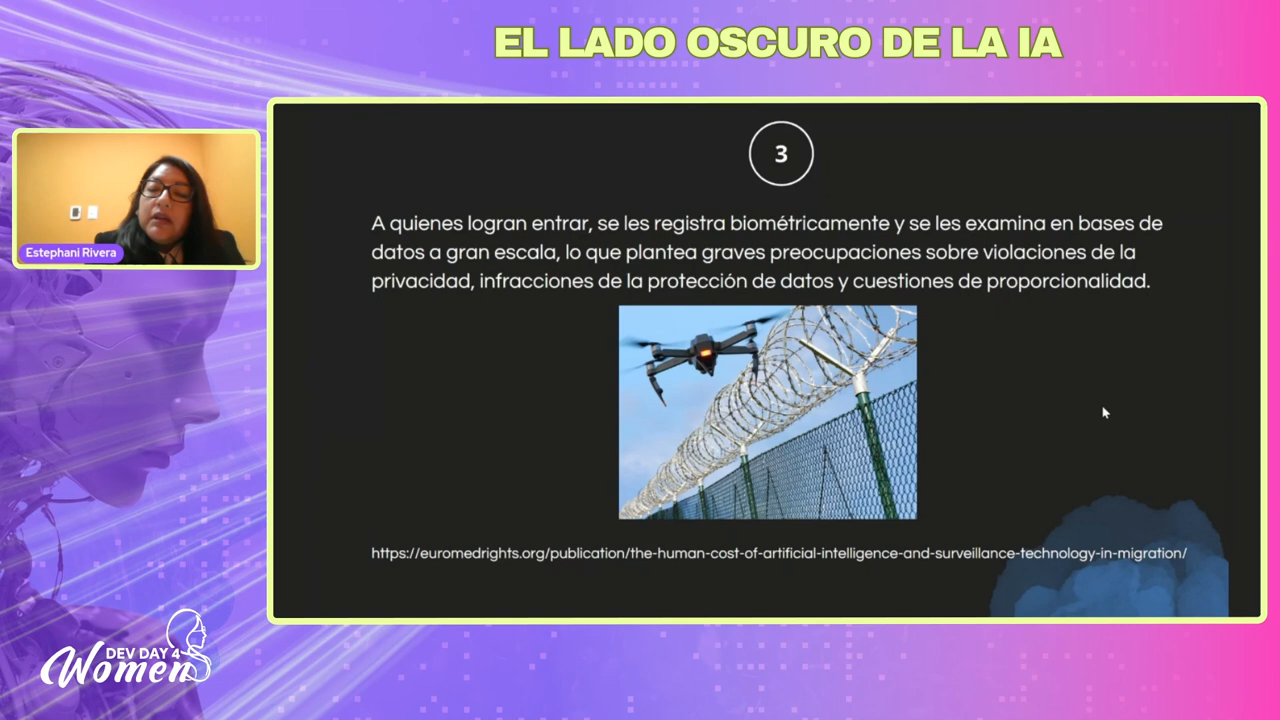 EL LADO OSCURO DE LA IA
3
A quienes logran entrar, se les registra biométricamente y se les examina en bases de
datos a gran escala, lo que plantea graves preocupaciones sobre violaciones de la
privacidad, infracciones de la protección de datos y cuestiones de proporcionalidad.
Estephani Rivera
https://euromedrights.org/publication/the-human-cost-of-artificial-intelligence-and-surveillance-technology-in-migration/
DEV DAY 4
Women